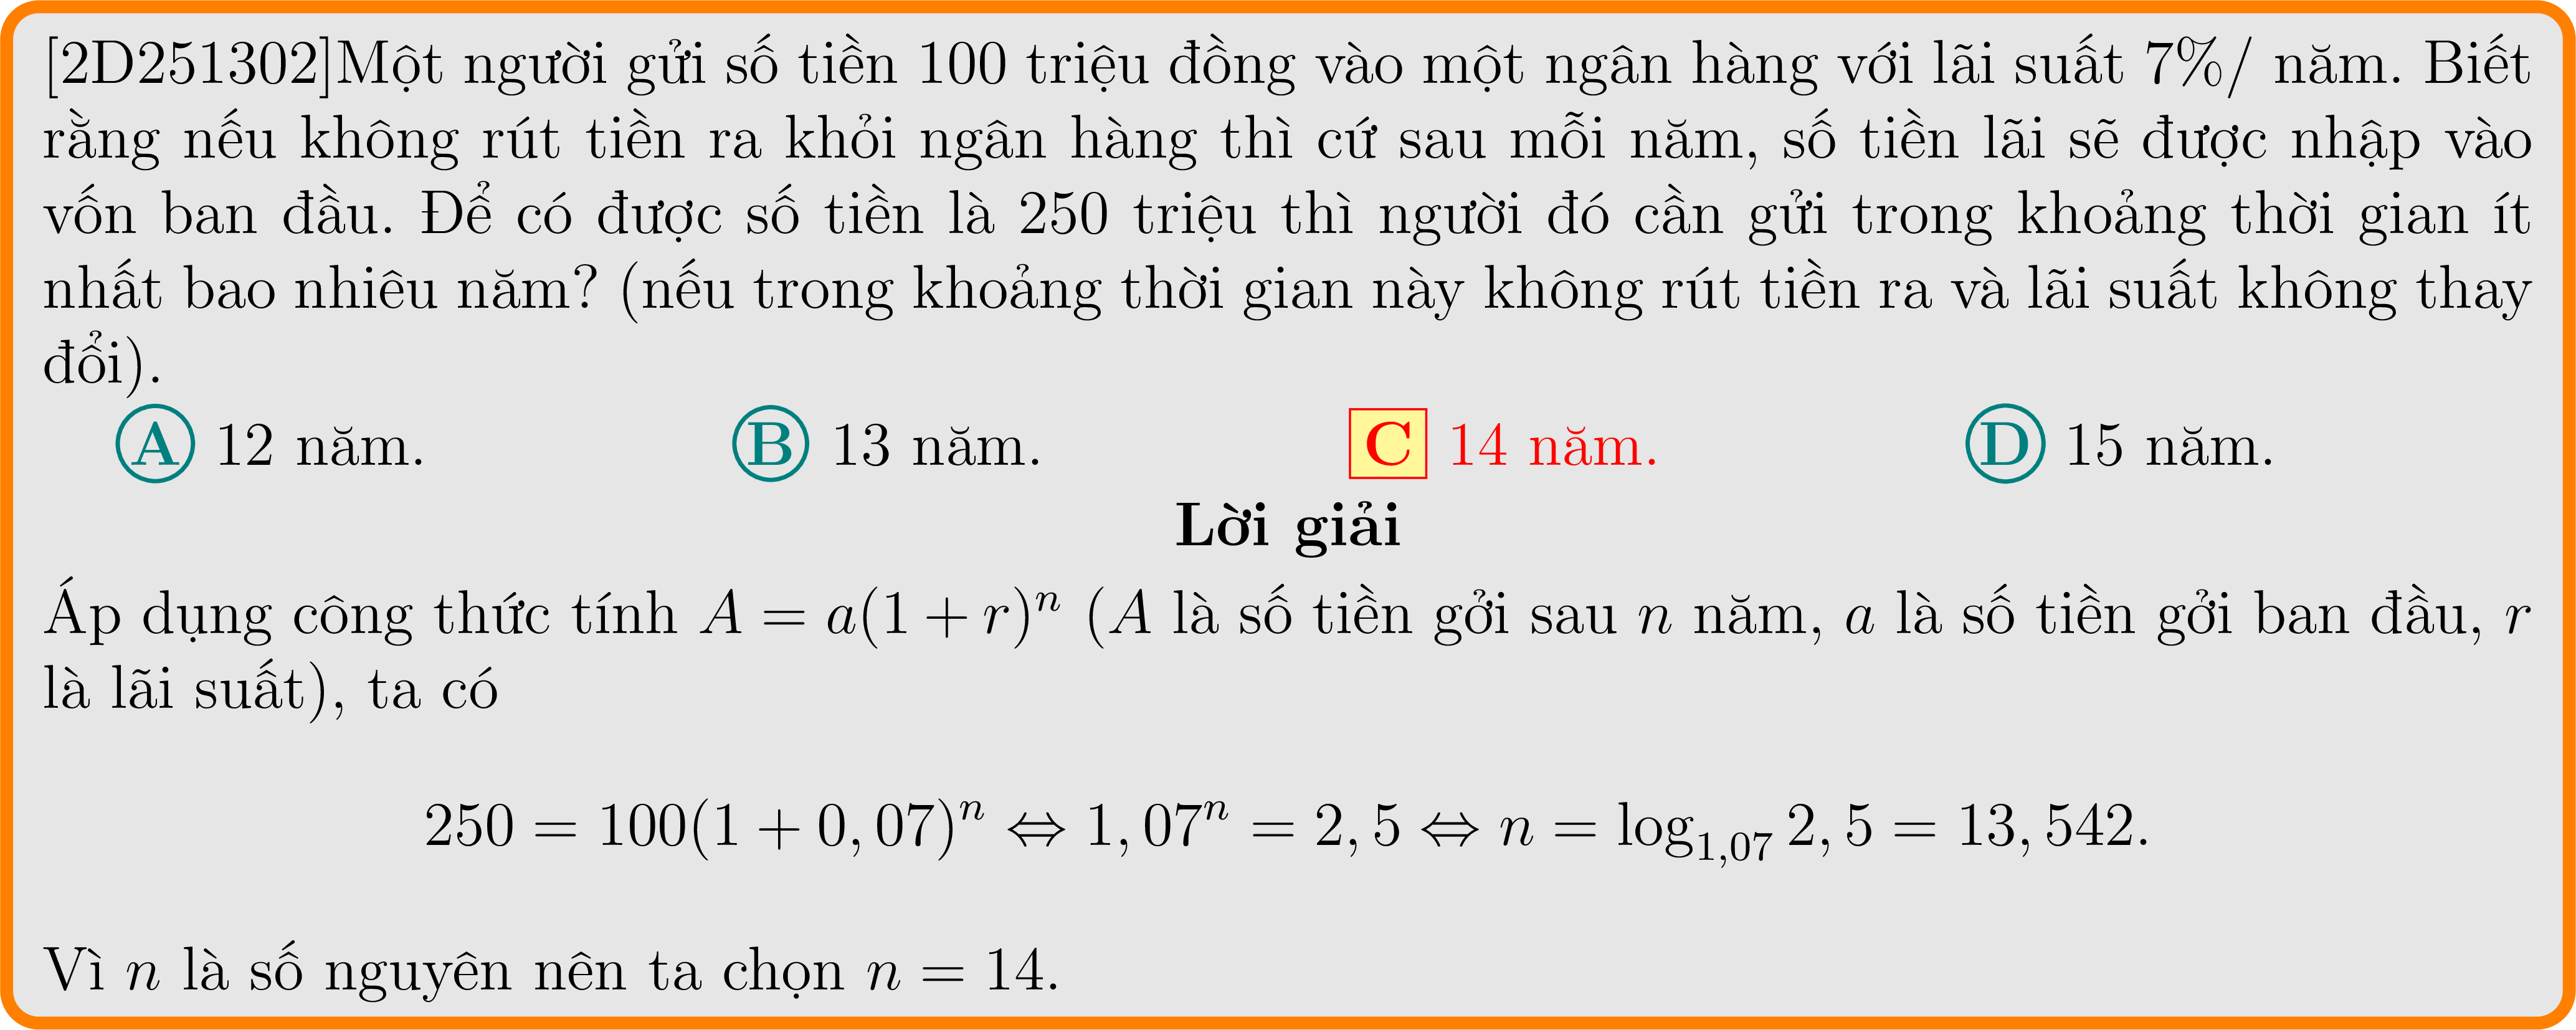 [2D251302]Một người gửi số tiền 100 triệu đồng vào một ngân hàng với lãi suất 7%/ năm. Biết
rằng nếu không rút tiền ra khỏi ngân hàng thì cứ sau mỗi năm, số tiền lãi sẽ được nhập vào
vốn ban đầu. Để có được số tiền là 250 triệu thì người đó cần gửi trong khoảng thời gian ít
nhất bao nhiêu năm? (nếu trong khoảng thời gian này không rút tiền ra và lãi suất không thay
đổi).
A 12 năm. B 13 năm. C 14 năm. D 15 năm.
Lời giải
Áp dụng công thức tính $A = a(1 + r)^n$ (A là số tiền gởi sau n năm, a là số tiền gởi ban đầu, r
là lãi suất), ta có
$250 = 100(1 + 0,07)^n \Leftrightarrow 1,07^n = 2,5 \Leftrightarrow n = \log_{1,07} 2,5 = 13,542.$
Vì n là số nguyên nên ta chọn n = 14.